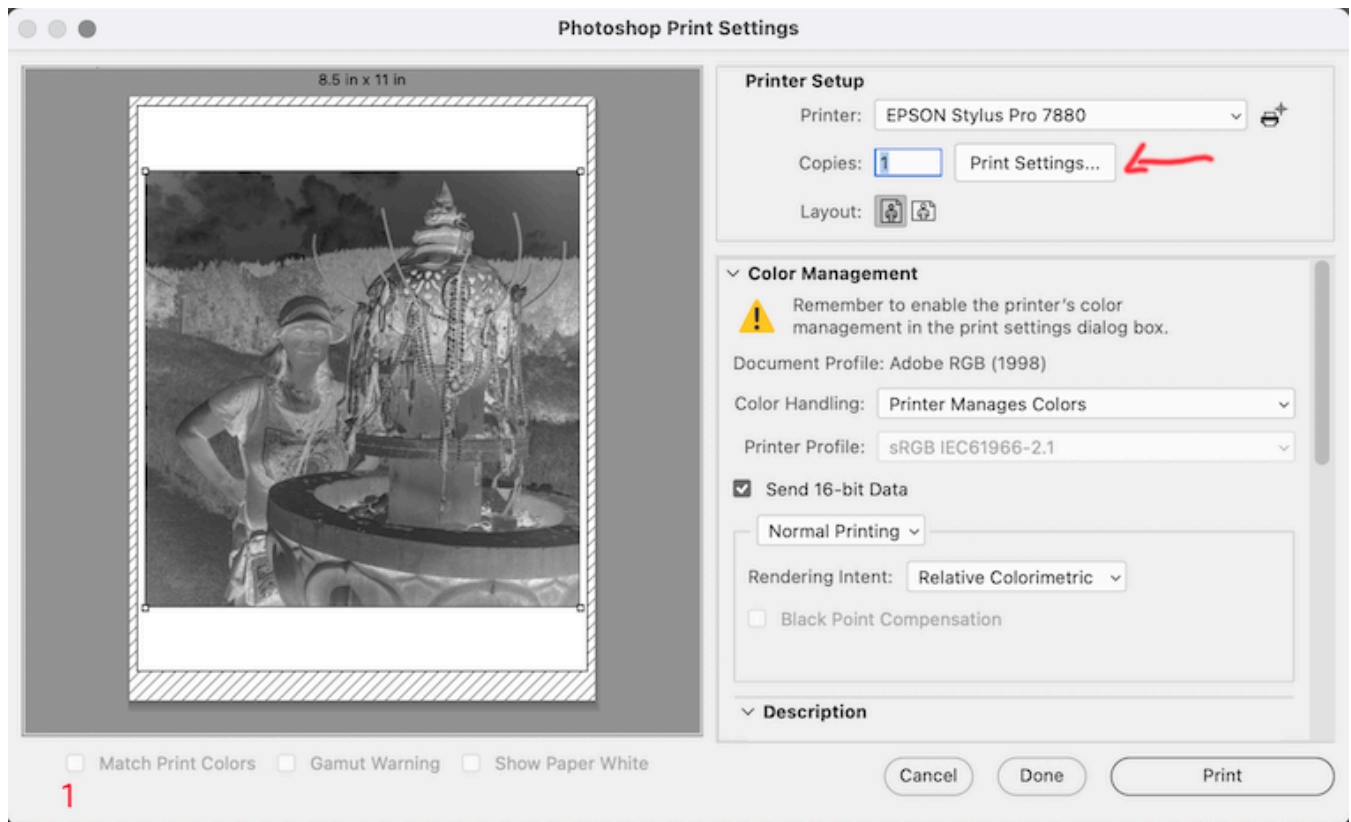 Photoshop Print Settings
8.5 in x 11 in
Printer Setup
Printer: EPSON Stylus Pro 7880
Copies: 1 Print Settings...
Layout:
Color Management
Remember to enable the printer's color
management in the print settings dialog box.
Document Profile: Adobe RGB (1998)
Color Handling: Printer Manages Colors
Printer Profile: sRGB IEC61966-2.1
Send 16-bit Data
Normal Printing
Rendering Intent: Relative Colorimetric
Black Point Compensation
Description
Match Print Colors Gamut Warning Show Paper White
Cancel Done Print
1